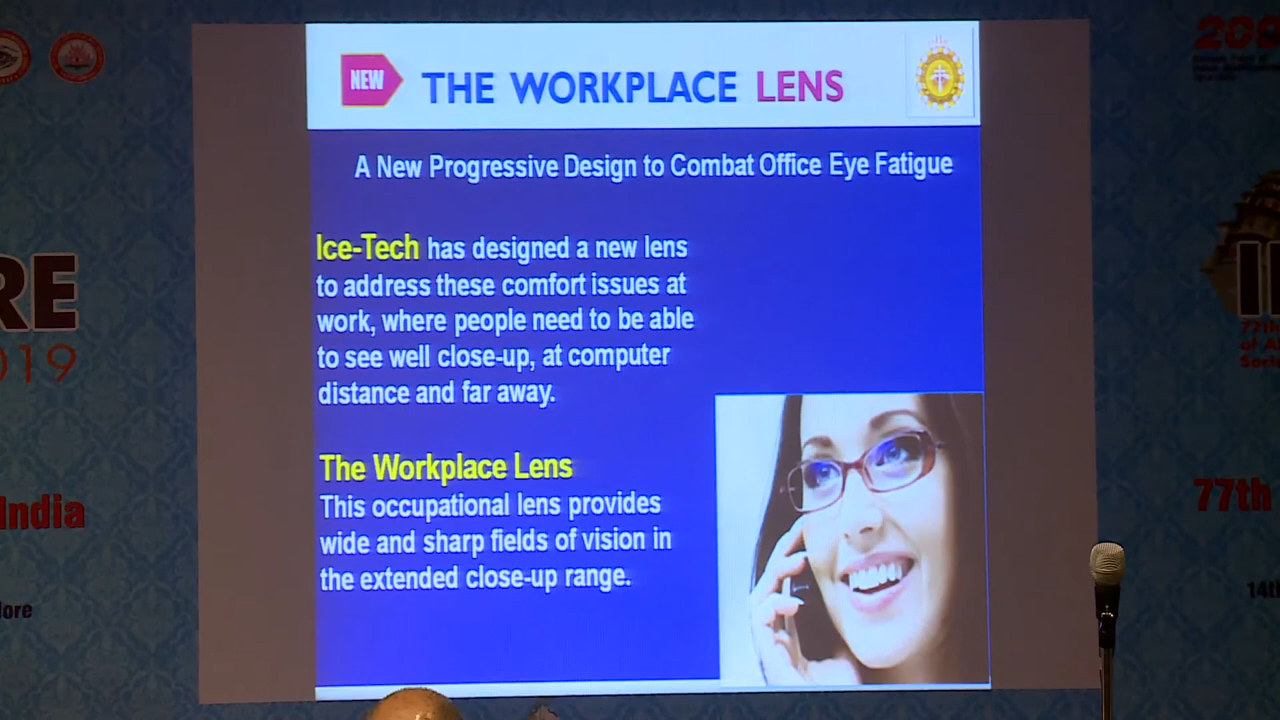 NEW
THE WORKPLACE LENS
A New Progressive Design to Combat Office Eye Fatigue
Ice-Tech has designed a new lens
to address these comfort issues at
work, where people need to be able
to see well close-up, at computer
distance and far away.
The Workplace Lens
This occupational lens provides
wide and sharp fields of vision in
the extended close-up range.
RE
019
India
lore
77th
14th
77th